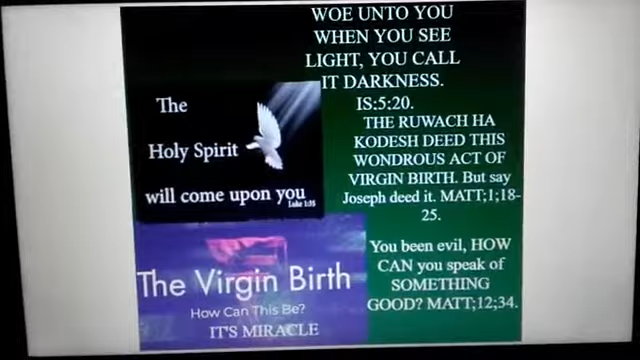 WOE UNTO YOU
WHEN YOU SEE
LIGHT, YOU CALL
IT DARKNESS.
IS:5:20.
THE RUWACH HA
KODESH DEED THIS
WONDROUS ACT OF
VIRGIN BIRTH. But say
Joseph deed it. MATT;1;18-
25.
You been evil, HOW
CAN you speak of
SOMETHING
GOOD? MATT;12;34.
The
Holy Spirit
will come upon you
Luke 1:35
The Virgin Birth
How Can This Be?
IT'S MIRACLE